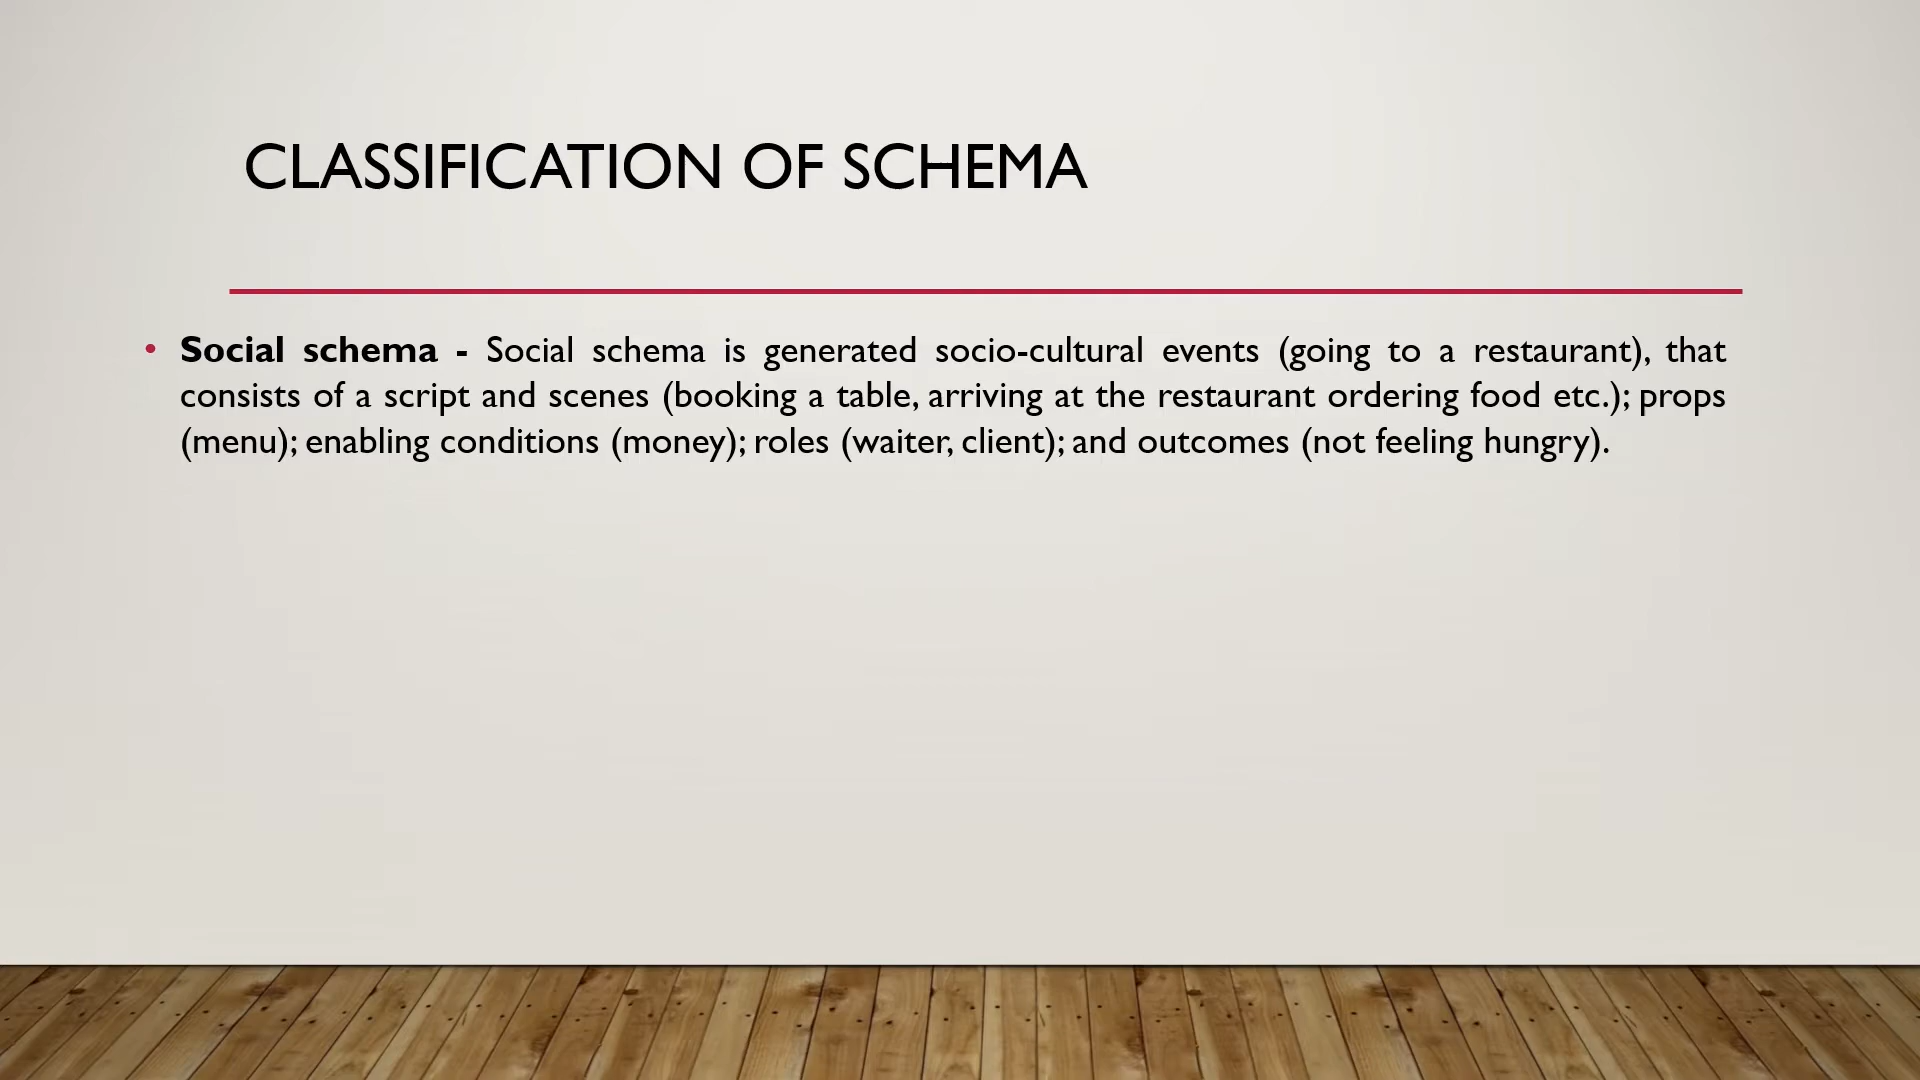 CLASSIFICATION OF SCHEMA
• Social schema - Social schema is generated socio-cultural events (going to a restaurant), that
consists of a script and scenes (booking a table, arriving at the restaurant ordering food etc.); props
(menu); enabling conditions (money); roles (waiter, client); and outcomes (not feeling hungry).